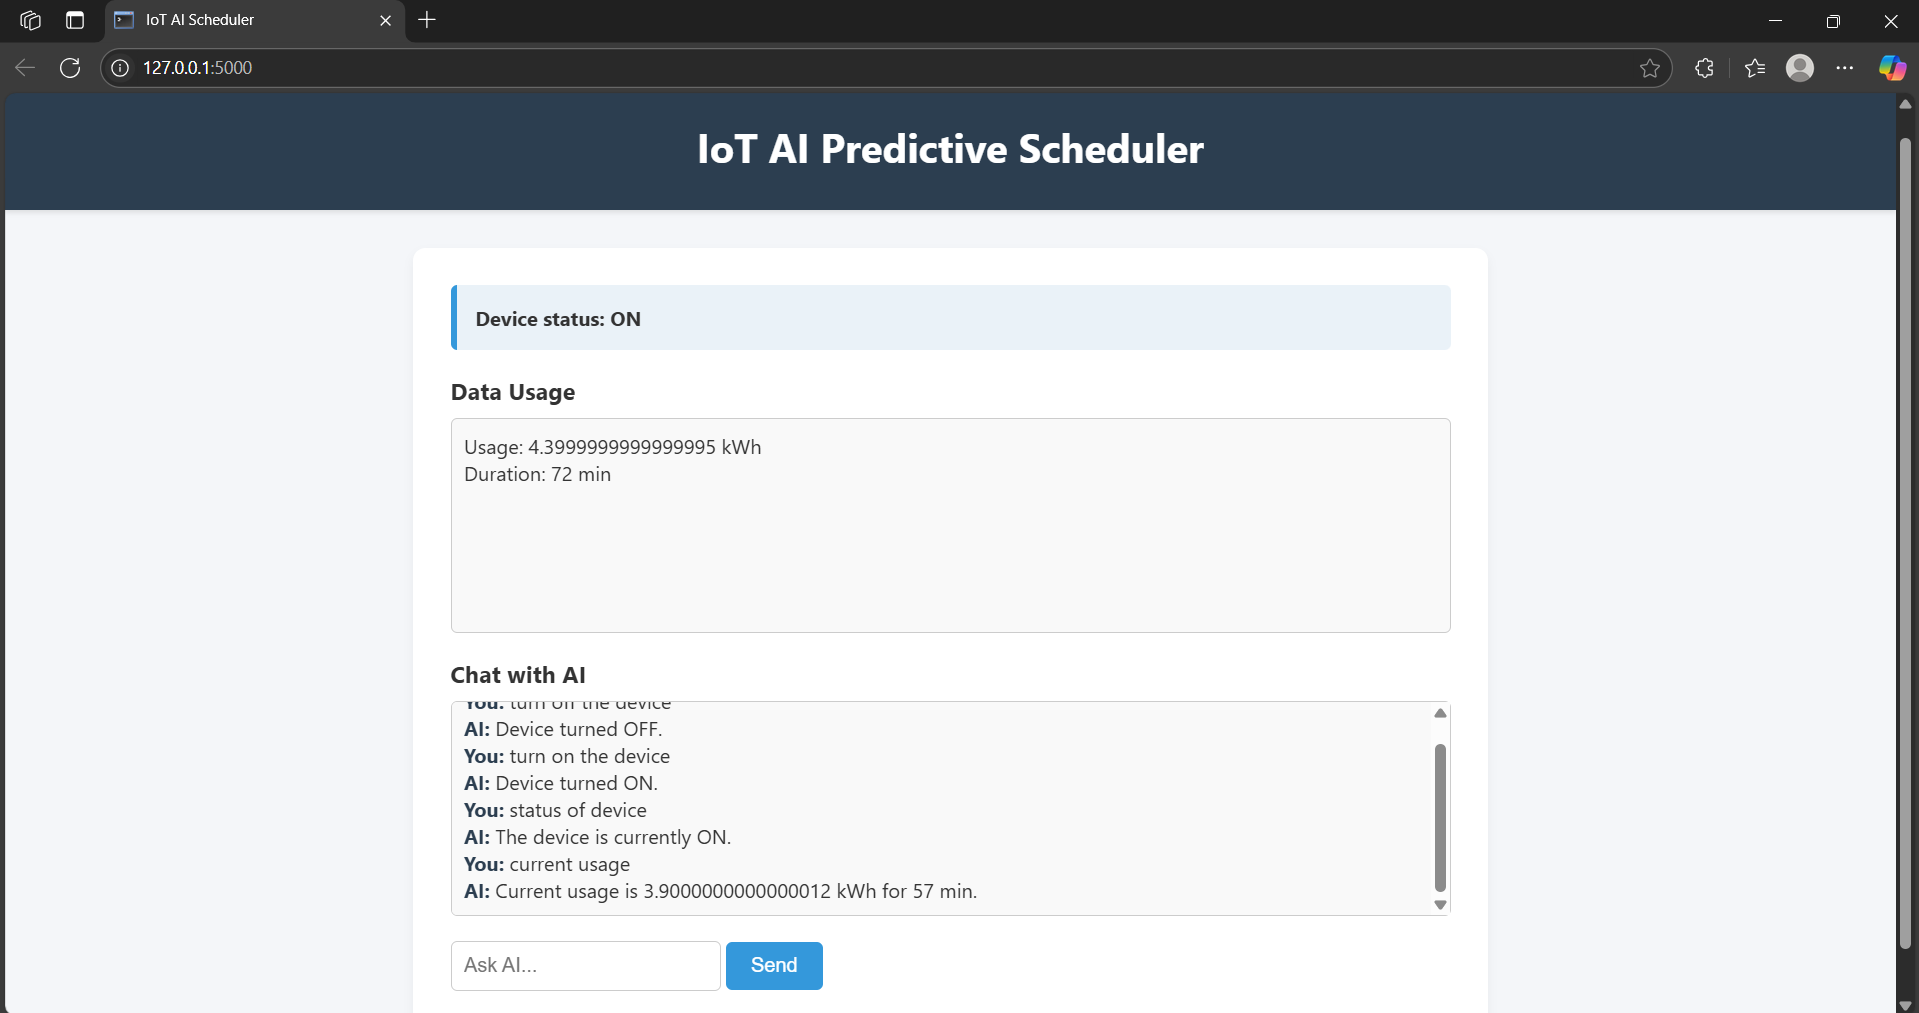 IoT AI Scheduler
127.0.0.1:5000
IoT AI Predictive Scheduler
Device status: ON
Data Usage
Usage: 4.3999999999999995 kWh
Duration: 72 min
Chat with AI
You: turn off the device
AI: Device turned OFF.
You: turn on the device
AI: Device turned ON.
You: status of device
AI: The device is currently ON.
You: current usage
AI: Current usage is 3.9000000000000012 kWh for 57 min.
Ask AI...
Send